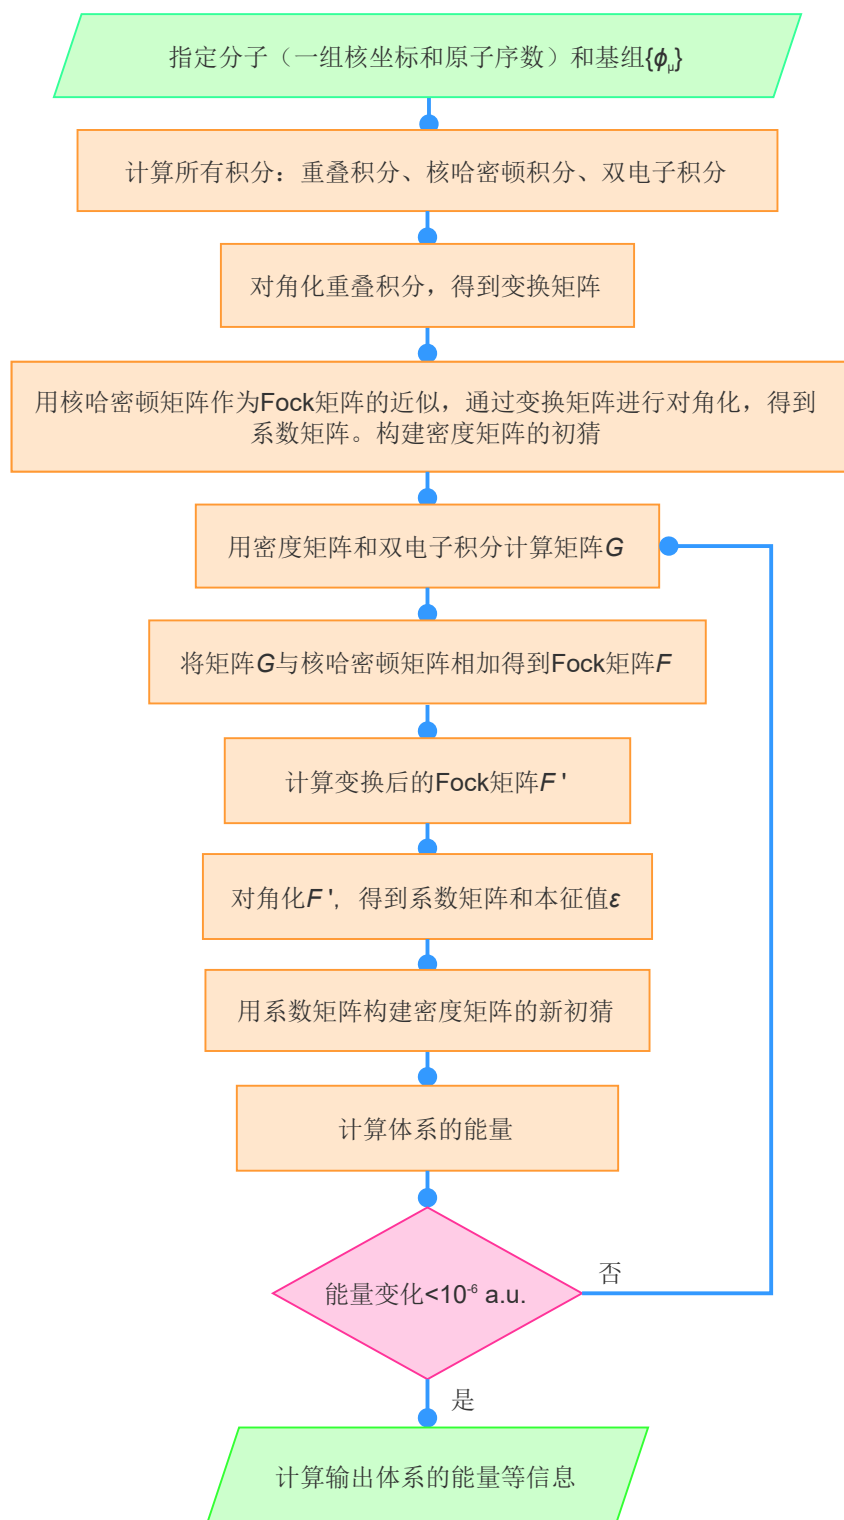 指定分子（一组核坐标和原子序数）和基组{ϕμ}
计算所有积分：重叠积分、核哈密顿积分、双电子积分
对角化重叠积分，得到变换矩阵
用核哈密顿矩阵作为Fock矩阵的近似，通过变换矩阵进行对角化，得到
系数矩阵。构建密度矩阵的初猜
用密度矩阵和双电子积分计算矩阵G
将矩阵G与核哈密顿矩阵相加得到Fock矩阵F
计算变换后的Fock矩阵F '
对角化F '，得到系数矩阵和本征值ε
用系数矩阵构建密度矩阵的新初猜
计算体系的能量
能量变化<10⁻⁶ a.u.
否
是
计算输出体系的能量等信息